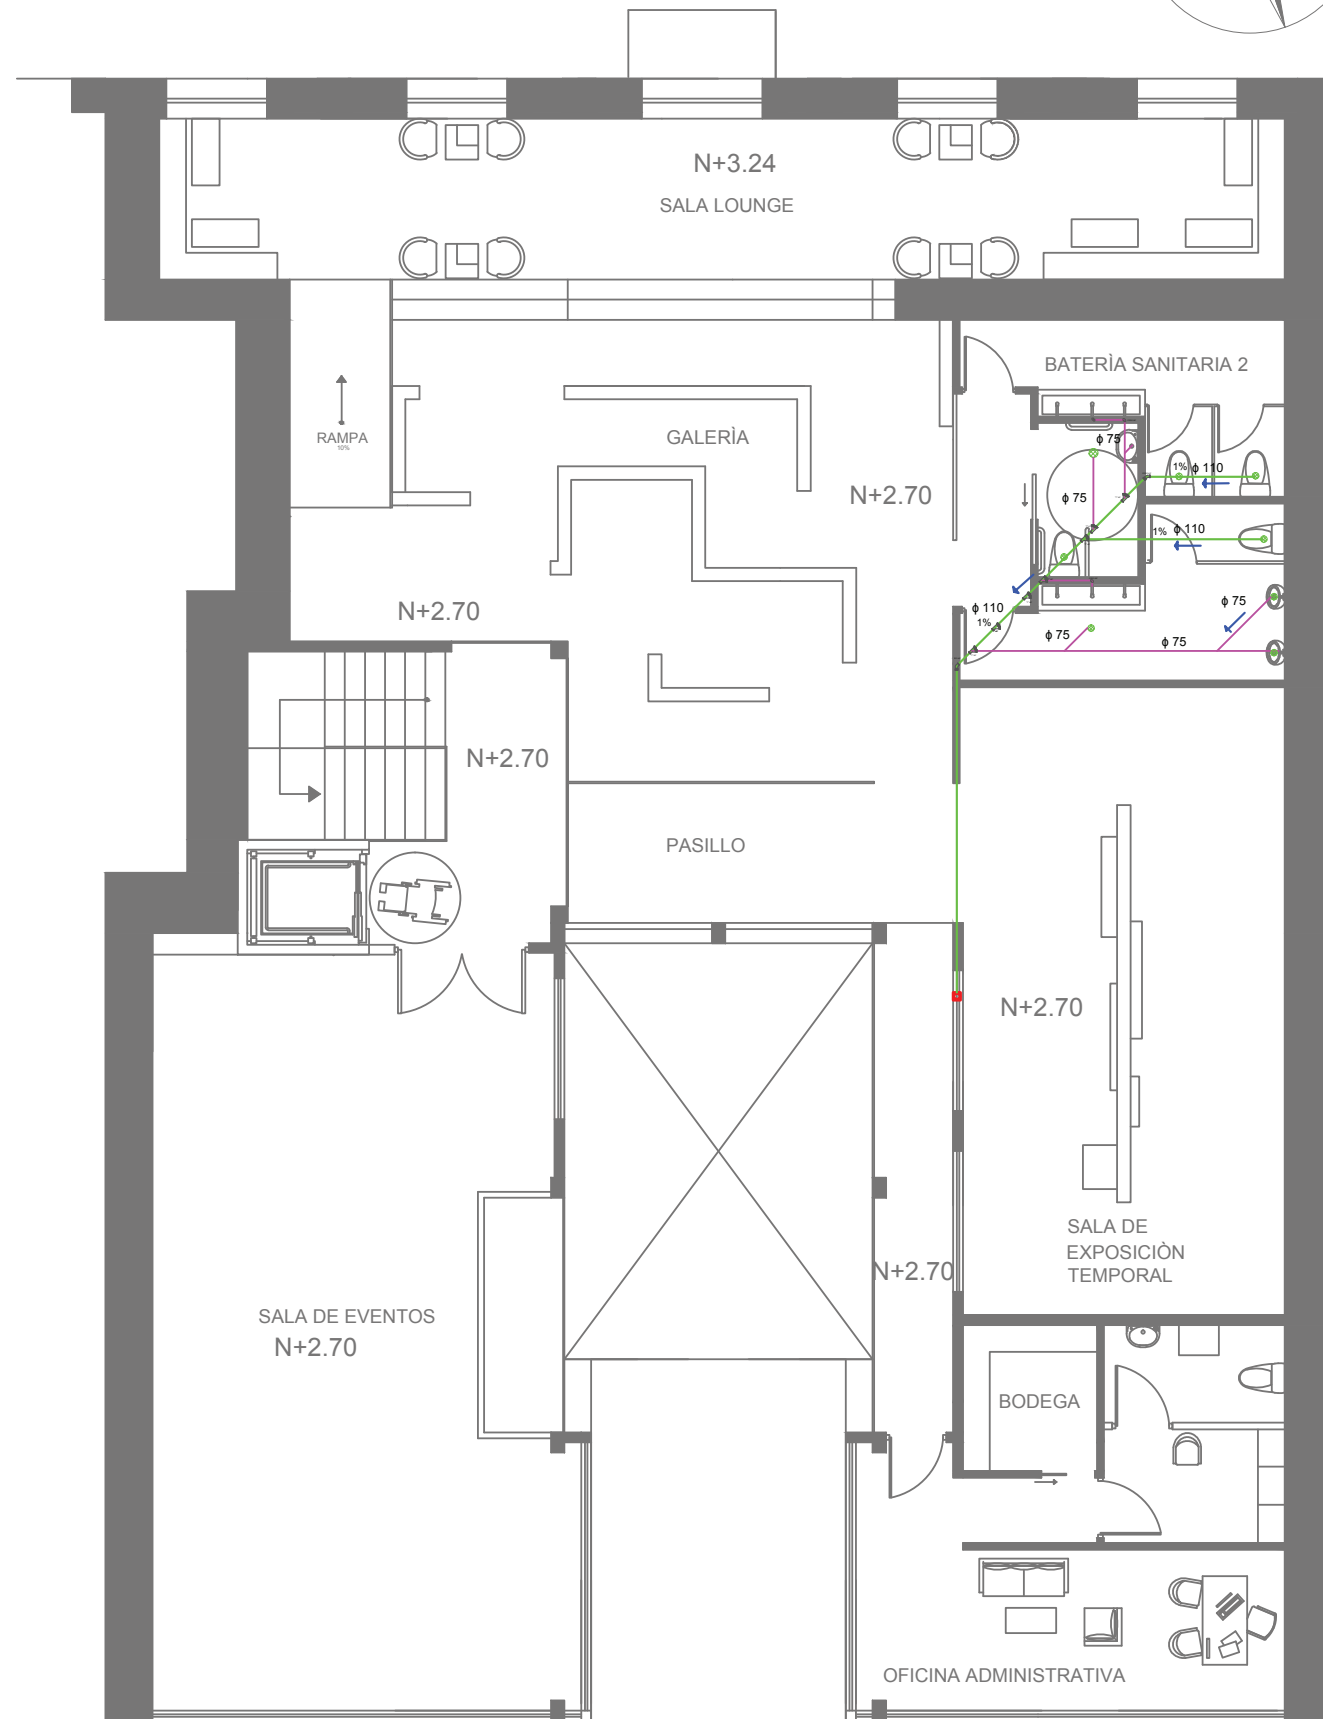 N+3.24
SALA LOUNGE
BATERÌA SANITARIA 2
RAMPA
10%
GALERÌA
ϕ 75
1%
ϕ 110
N+2.70
ϕ 75
1%
ϕ 110
N+2.70
ϕ 110
1%
ϕ 75
ϕ 75
ϕ 75
N+2.70
PASILLO
N+2.70
SALA DE
EXPOSICIÒN
TEMPORAL
N+2.70
SALA DE EVENTOS
N+2.70
BODEGA
OFICINA ADMINISTRATIVA